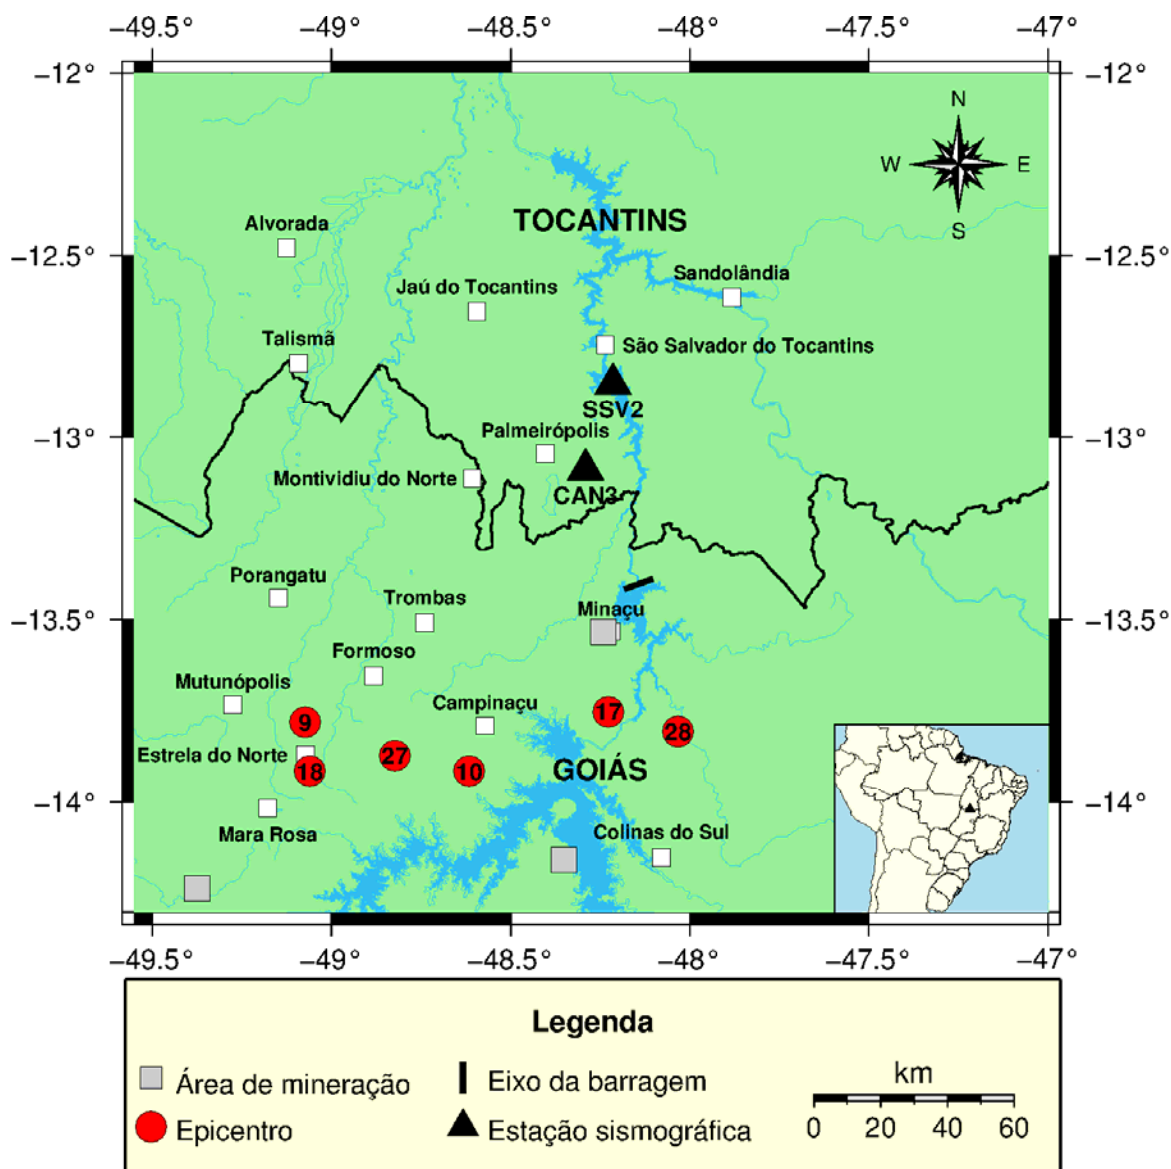 −49.5° −49° −48.5° −48° −47.5° −47°
−12° −12°
N
W E
S
TOCANTINS
Alvorada
−12.5° −12.5°
Sandolândia
Jaú do Tocantins
Talismã
São Salvador do Tocantins
SSV2
Palmeirópolis
−13° −13°
Montividiu do Norte
CAN3
Porangatu
Trombas
Minaçu
−13.5° −13.5°
Formoso
Mutunópolis
Campinaçu
9
17
28
Estrela do Norte
27
18
10
GOIÁS
−14° −14°
Mara Rosa
Colinas do Sul
−49.5° −49° −48.5° −48° −47.5° −47°
Legenda
Área de mineração
Eixo da barragem
km
Epicentro
Estação sismográfica
0 20 40 60